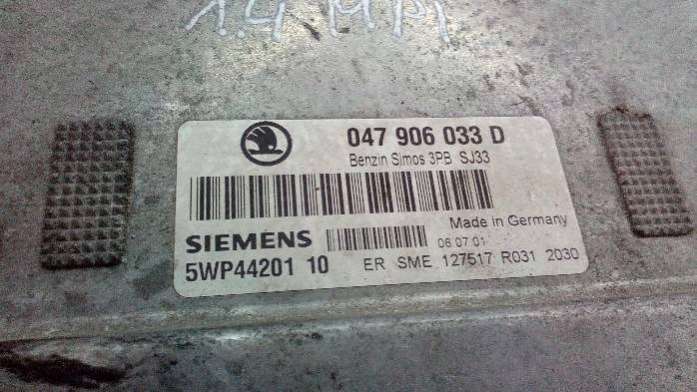 1.4 MPI
047 906 033 D
Benzin Simos 3PB SJ33
Made in Germany
SIEMENS 06 07 01
5WP44201 10 ER SME 127517 R031 2030